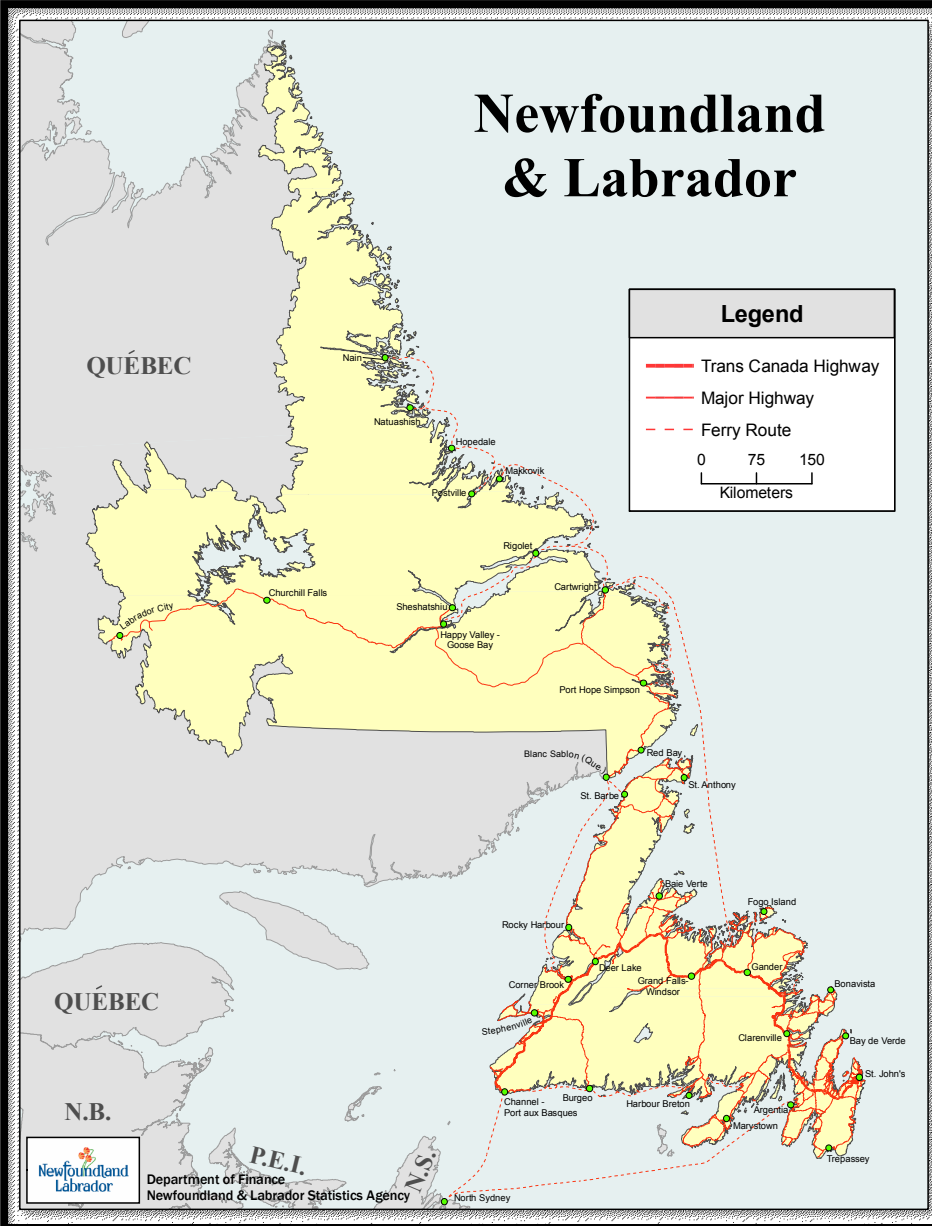 Newfoundland
& Labrador
Legend
Trans Canada Highway
Major Highway
Ferry Route
0 75 150
Kilometers
QUÉBEC
Nain
Natuashish
Hopedale
Makkovik
Postville
Rigolet
Cartwright
Churchill Falls
Sheshatshiu
Labrador City
Happy Valley -
Goose Bay
Port Hope Simpson
Red Bay
Blanc Sablon (Que.)
St. Anthony
St. Barbe
Baie Verte
Fogo Island
Rocky Harbour
Deer Lake
Gander
Corner Brook
Grand Falls-
Windsor
Bonavista
QUÉBEC
Stephenville
Clarenville
Bay de Verde
St. John's
Channel -
Port aux Basques
Burgeo
Harbour Breton
Argentia
N.B.
Marystown
Trepassey
P.E.I.
N.S.
Newfoundland
Labrador
Department of Finance
Newfoundland & Labrador Statistics Agency
North Sydney